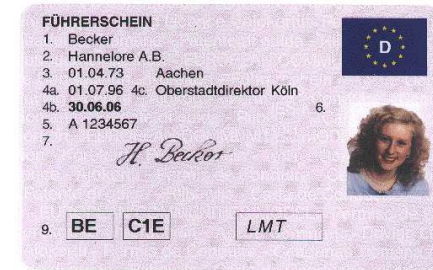 FÜHRERSCHEIN
D
1. Becker
2. Hannelore A.B.
3. 01.04.73 Aachen
4a. 01.07.96 4c. Oberstadtdirektor Köln
4b. 30.06.06
6.
5. A 1234567
7.
H. Becker
9. BE C1E LMT